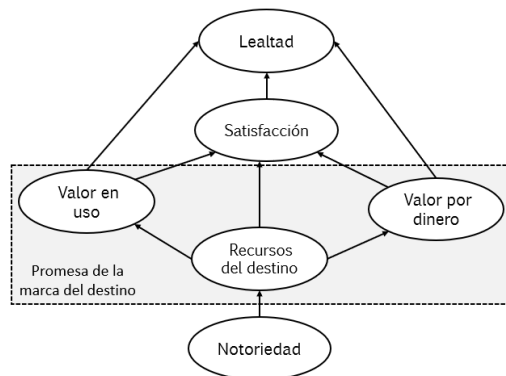 Lealtad
Satisfacción
Valor en
uso
Valor por
dinero
Recursos
del destino
Promesa de la
marca del destino
Notoriedad